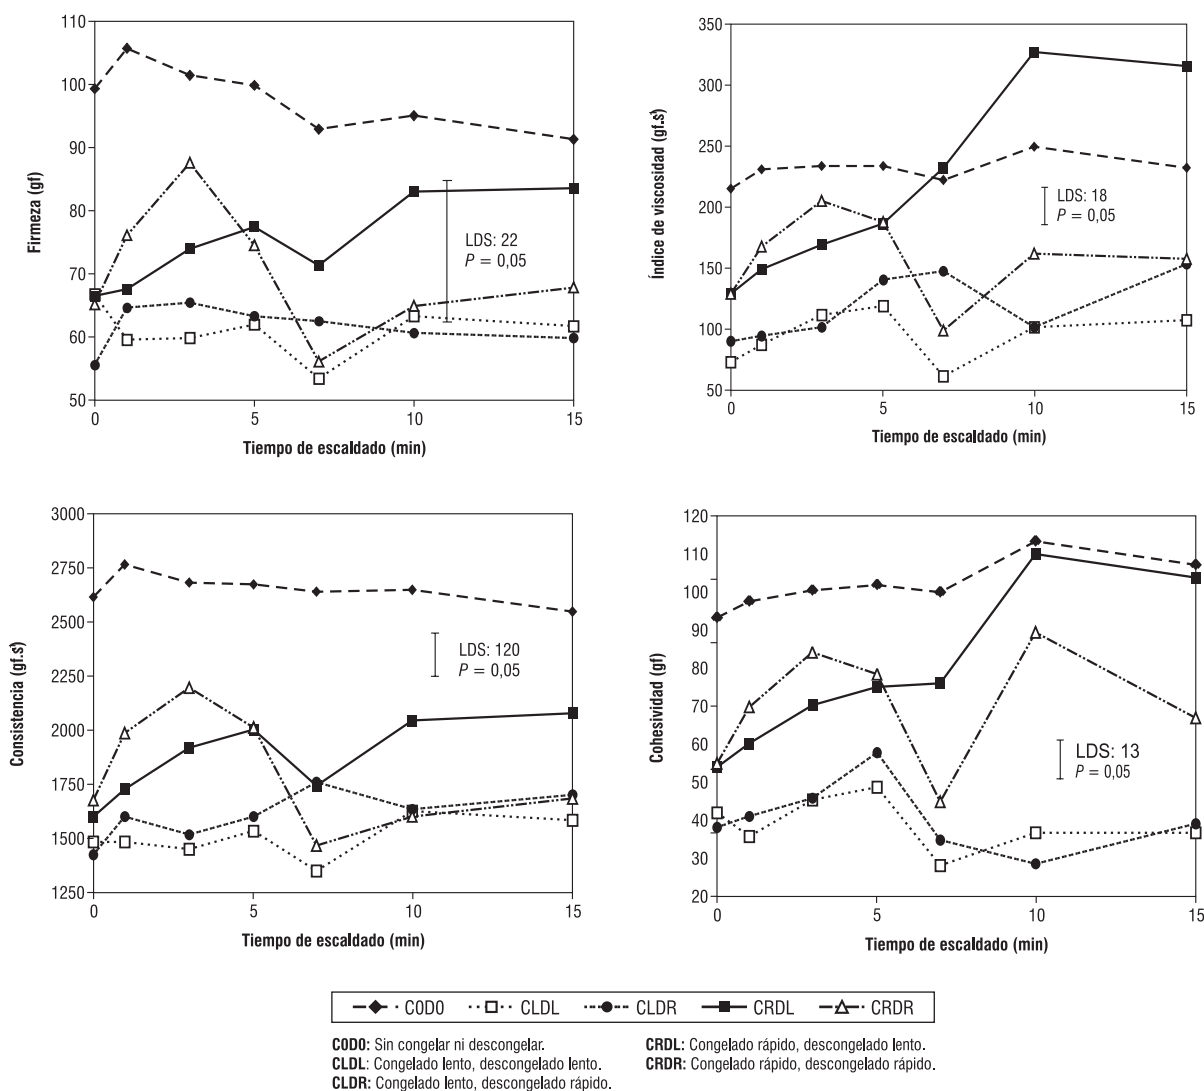 110
100
90
80
70
60
50
Firmeza (gf)
LDS: 22
P = 0,05
0 5 10 15
Tiempo de escaldado (min)
350
300
250
200
150
100
50
Índice de viscosidad (gf.s)
LDS: 18
P = 0,05
0 5 10 15
Tiempo de escaldado (min)
3000
2750
2500
2250
2000
1750
1500
1250
Consistencia (gf.s)
LDS: 120
P = 0,05
0 5 10 15
Tiempo de escaldado (min)
120
110
100
90
80
70
60
50
40
30
20
Cohesividad (gf)
LDS: 13
P = 0,05
0 5 10 15
Tiempo de escaldado (min)
CODO CLDL CLDR CRDL CRDR
CODO: Sin congelar ni descongelar.
CLDL: Congelado lento, descongelado lento.
CLDR: Congelado lento, descongelado rápido.
CRDL: Congelado rápido, descongelado lento.
CRDR: Congelado rápido, descongelado rápido.